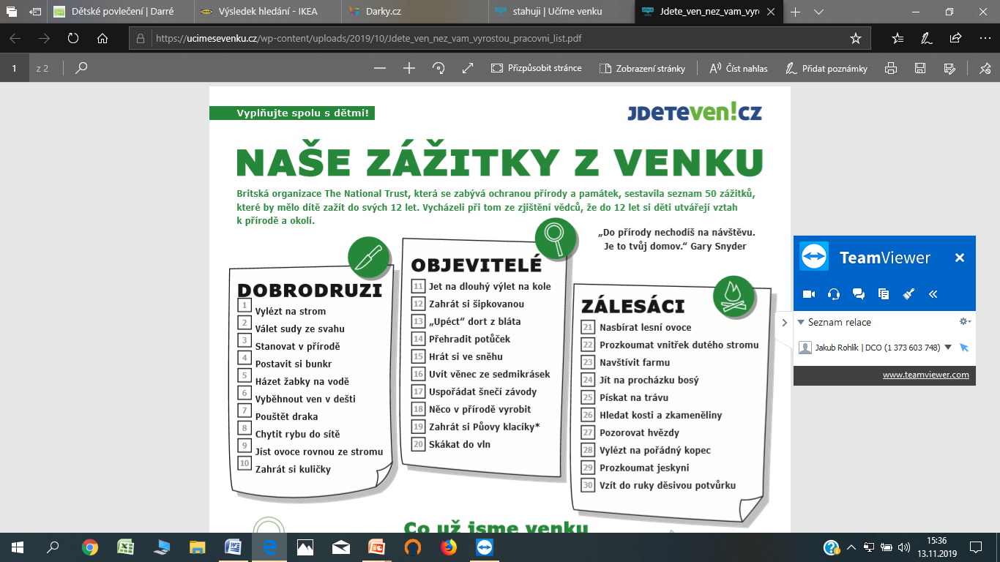 Dětské povlečení | Darré
Výsledek hledání - IKEA
Darky.cz
stahuji | Učíme venku
Jdete_ven_nez_vam_vyro
https://ucimesevenku.cz/wp-content/uploads/2019/10/Jdete_ven_nez_vam_vyrostou_pracovni_list.pdf
1 z 2
Přizpůsobit stránce
Zobrazení stránky
Číst nahlas
Přidat poznámky
Vyplňujte spolu s dětmi!
JDETEVEN!CZ
NAŠE ZÁŽITKY Z VENKU
Britská organizace The National Trust, která se zabývá ochranou přírody a památek, sestavila seznam 50 zážitků,
které by mělo dítě zažít do svých 12 let. Vycházeli při tom ze zjištění vědců, že do 12 let si děti utvářejí vztah
k přírodě a okolí.
„Do přírody nechodíš na návštěvu.
Je to tvůj domov.“ Gary Snyder
DOBRODRUZI
1 Vylézt na strom
2 Válet sudy ze svahu
3 Stanovat v přírodě
4 Postavit si bunkr
5 Házet žabky na vodě
6 Vyběhnout ven v dešti
7 Pouštět draka
8 Chytit rybu do sítě
9 Jíst ovoce rovnou ze stromu
10 Zahrát si kuličky
OBJEVITELÉ
11 Jet na dlouhý výlet na kole
12 Zahrát si šipkovanou
13 „Upéct“ dort z bláta
14 Přehradit potůček
15 Hrát si ve sněhu
16 Uvít věnec ze sedmikrásek
17 Uspořádat šnečí závody
18 Něco v přírodě vyrobit
19 Zahrát si Půovy klacíky*
20 Skákat do vln
ZÁLESÁCI
21 Nasbírat lesní ovoce
22 Prozkoumat vnitřek dutého stromu
23 Navštívit farmu
24 Jít na procházku bosý
25 Pískat na trávu
26 Hledat kosti a zkameněliny
27 Pozorovat hvězdy
28 Vylézt na pořádný kopec
29 Prozkoumat jeskyni
30 Vzít do ruky děsivou potvůrku
Co už jsme venku
TeamViewer
Seznam relace
Jakub Rohlík | DCO (1 373 603 748)
www.teamviewer.com
15:36
13.11.2019